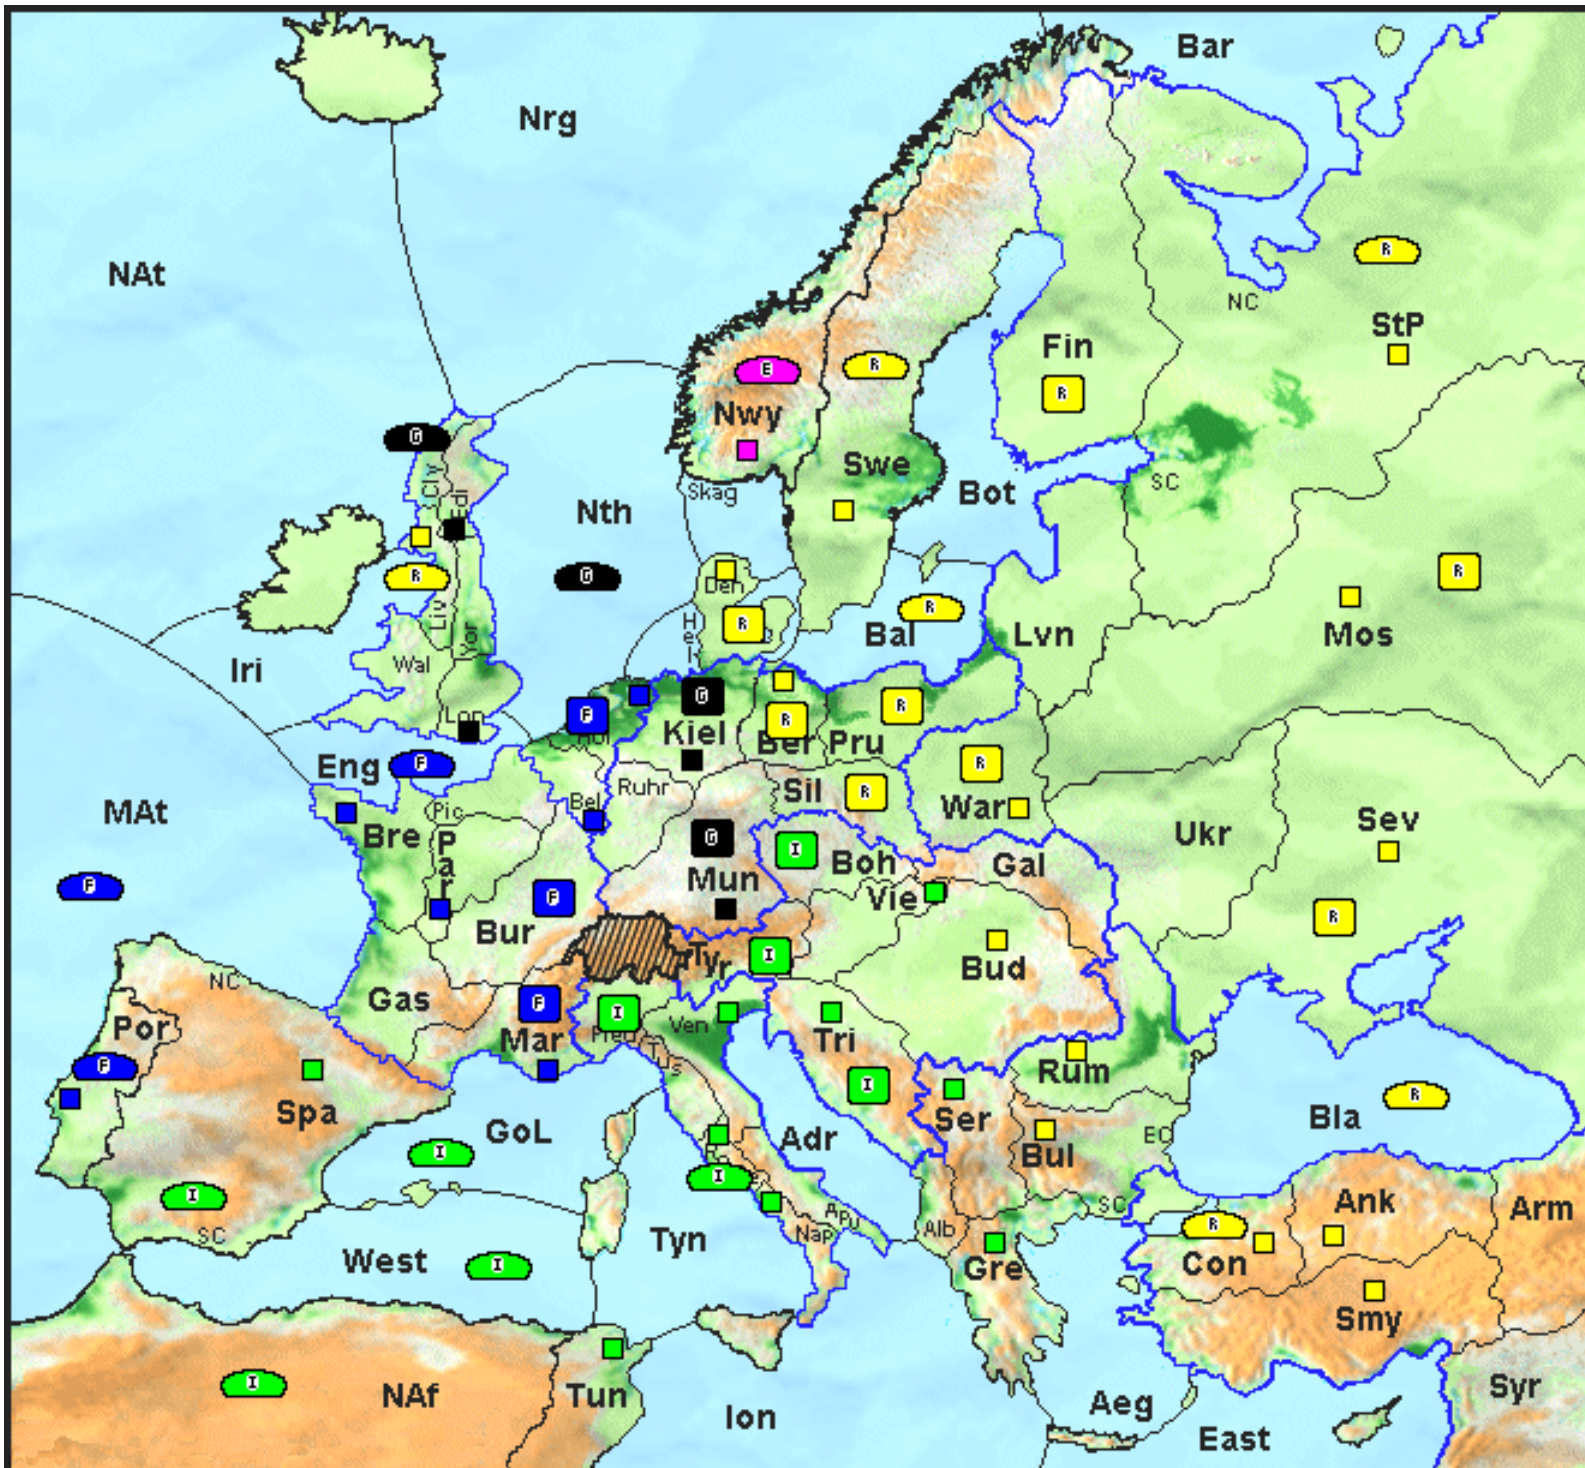 Bar
Nrg
R
NAt
NC
StP
Fin
E
R
R
Nwy
G
Swe
Cly
Edi
Skag
Bot
SC
Nth
G
R
Den
R
R
Hel
R
Bal
Lvn
Mos
Liv
Yor
Wal
Iri
G
R
F
Lon
Hol
Kiel
Ber
R
Pru
Eng
F
R
Ruhr
Sil
R
War
Bel
Pic
MAt
Bre
Par
G
I
Boh
Gal
Ukr
Sev
F
F
Mun
Vie
R
Bur
Tyr
I
Bud
NC
Gas
F
I
Por
Mar
Pied
Ven
Tri
Tus
F
Rum
I
Spa
Ser
R
GoL
Adr
Bul
EC
Bla
I
Rom
I
I
SC
Apu
Nap
Alb
SC
R
Ank
Arm
West
I
Tyn
Gre
Con
Smy
I
NAf
Tun
Ion
Aeg
East
Syr